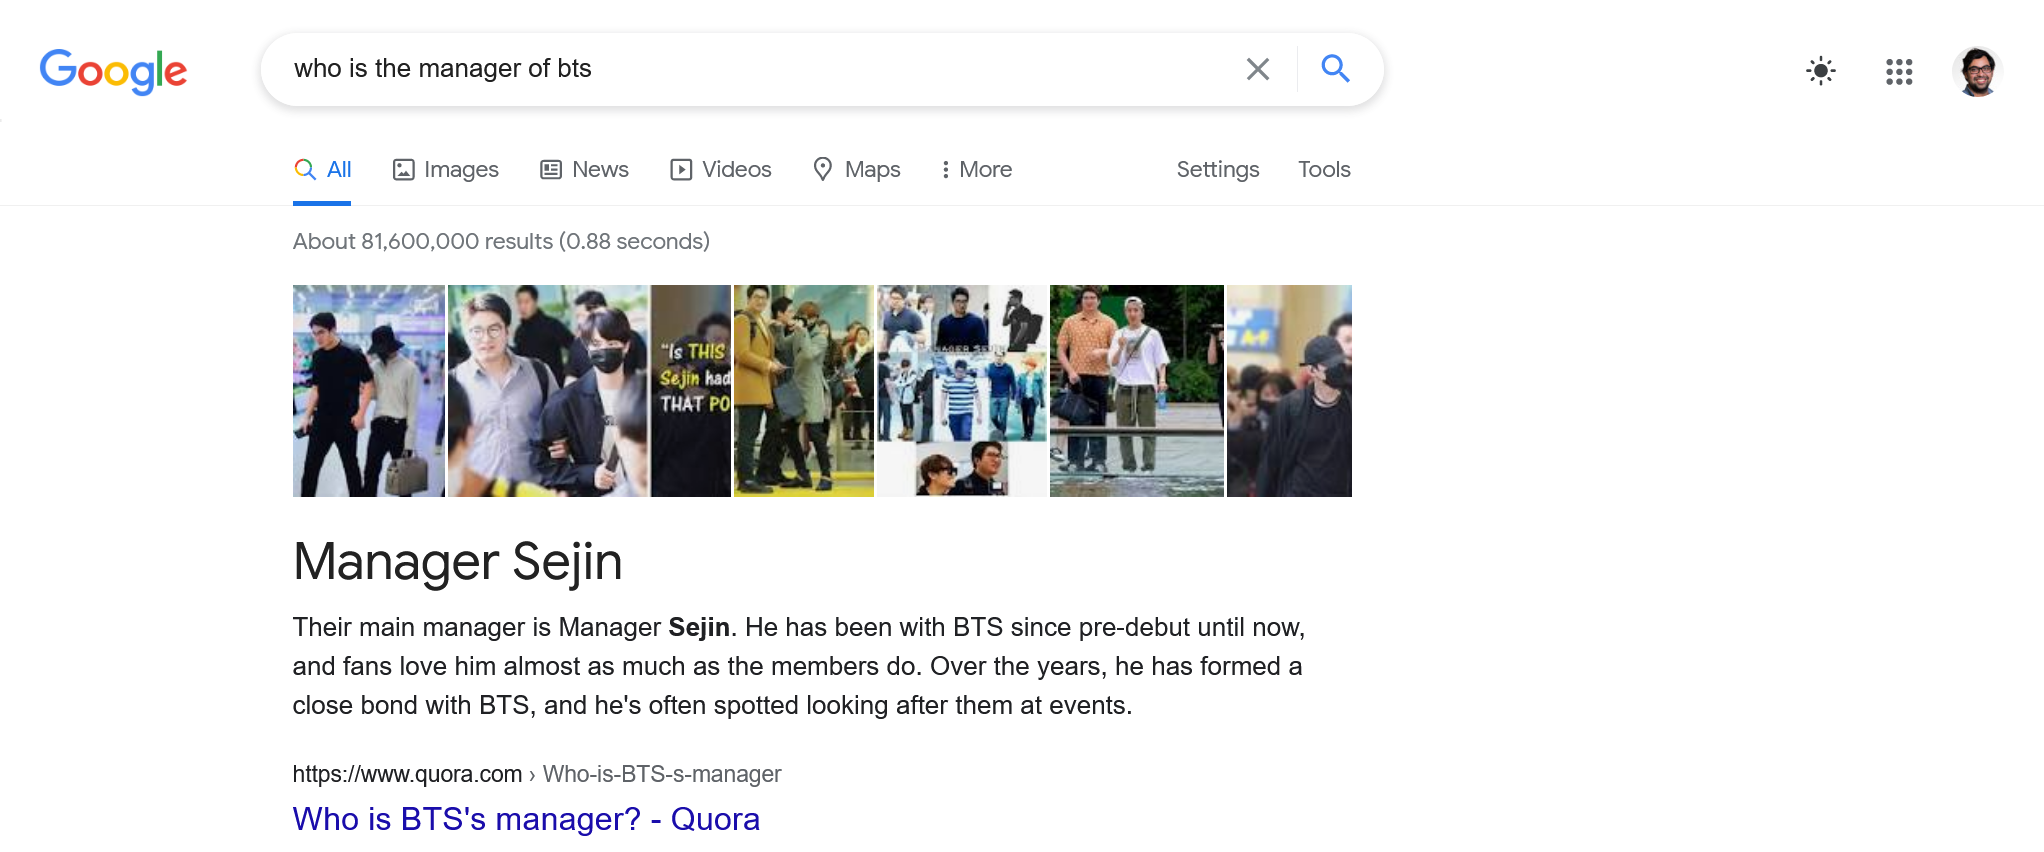 Google
who is the manager of bts
All
Images
News
Videos
Maps
More
Settings
Tools
About 81,600,000 results (0.88 seconds)
"Is THIS
Sejin had
THAT PO
MANAGER SEJIN
Manager Sejin
Their main manager is Manager Sejin. He has been with BTS since pre-debut until now,
and fans love him almost as much as the members do. Over the years, he has formed a
close bond with BTS, and he's often spotted looking after them at events.
https://www.quora.com › Who-is-BTS-s-manager
Who is BTS's manager? - Quora